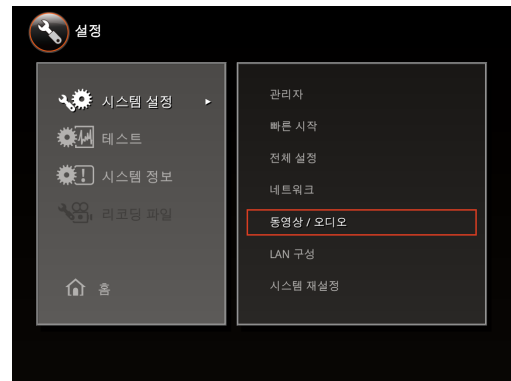 설정
시스템 설정
테스트
시스템 정보
리코딩 파일
홈
관리자
빠른 시작
전체 설정
네트워크
동영상 / 오디오
LAN 구성
시스템 재설정